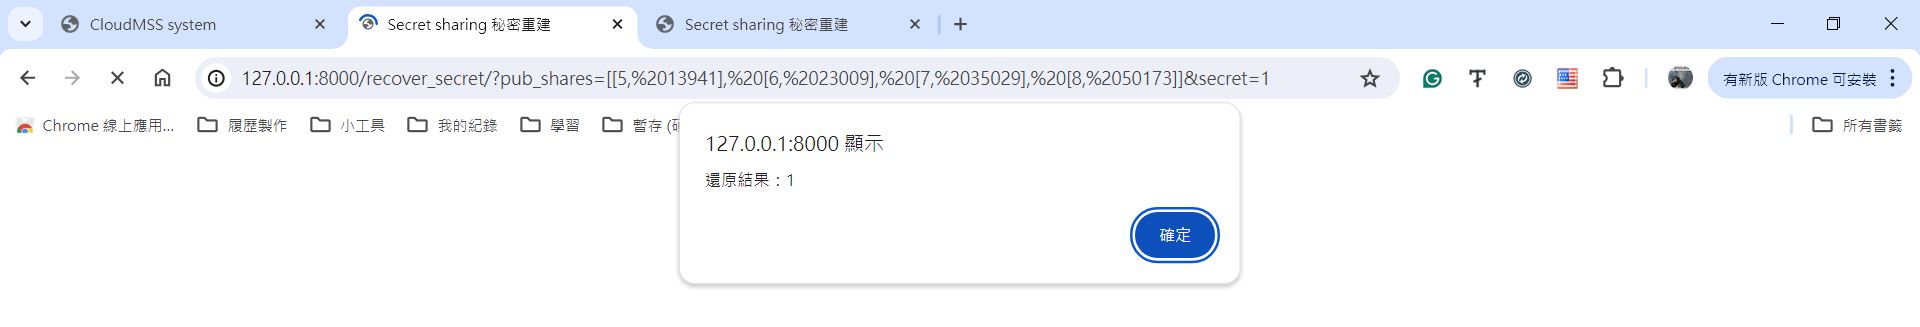 CloudMSS system
Secret sharing 秘密重建
Secret sharing 秘密重建
127.0.0.1:8000/recover_secret/?pub_shares=[[5,%2013941],%20[6,%2023009],%20[7,%2035029],%20[8,%2050173]]&secret=1
有新版 Chrome 可安裝
Chrome 線上應用...
履歷製作
小工具
我的紀錄
學習
暫存 (
所有書籤
127.0.0.1:8000 顯示
還原結果：1
確定